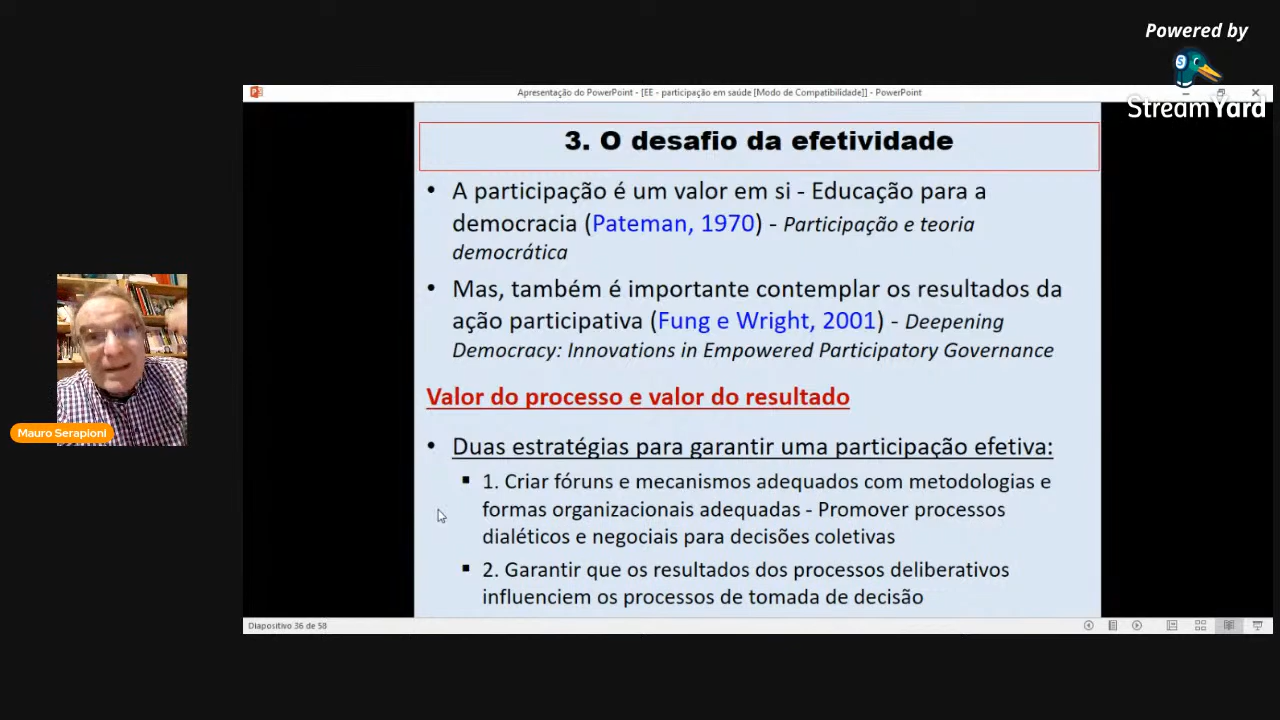 Powered by
StreamYard
Apresentação do PowerPoint - [EE - participação em saúde [Modo de Compatibilidade]] - PowerPoint
3. O desafio da efetividade
• A participação é um valor em si - Educação para a
democracia (Pateman, 1970) - Participação e teoria
democrática
• Mas, também é importante contemplar os resultados da
ação participativa (Fung e Wright, 2001) - Deepening
Democracy: Innovations in Empowered Participatory Governance
Valor do processo e valor do resultado
• Duas estratégias para garantir uma participação efetiva:
▪ 1. Criar fóruns e mecanismos adequados com metodologias e
formas organizacionais adequadas - Promover processos
dialéticos e negociais para decisões coletivas
▪ 2. Garantir que os resultados dos processos deliberativos
influenciem os processos de tomada de decisão
Mauro Serapioni
Diapositivo 36 de 58